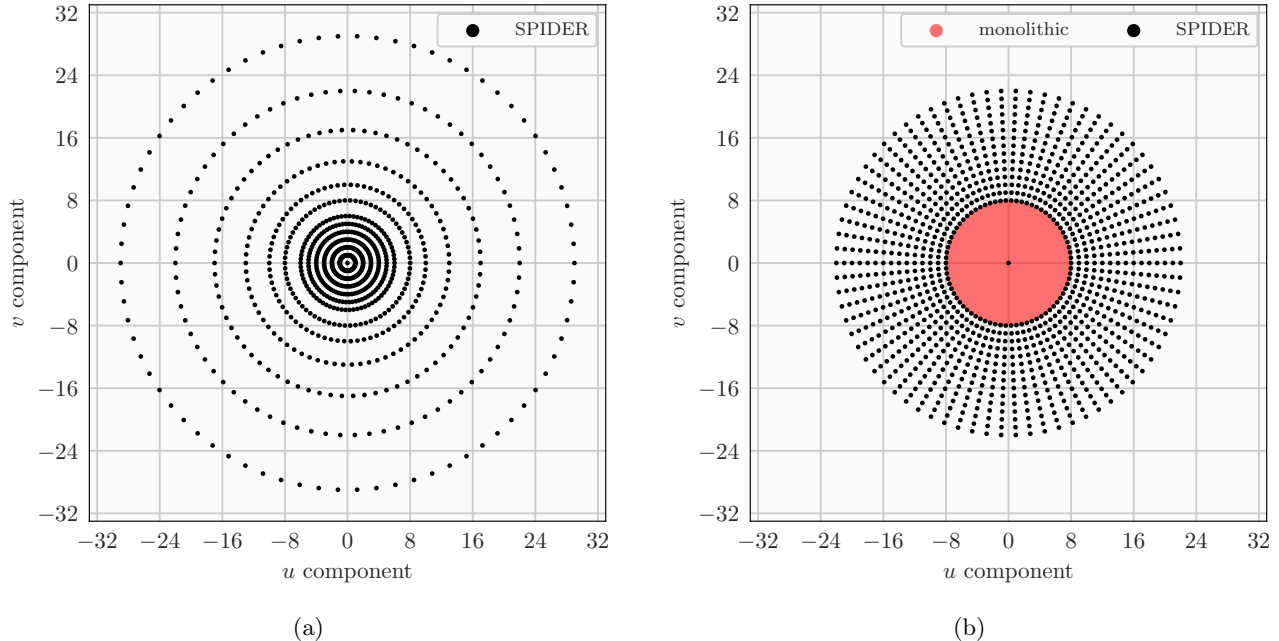 32
24
16
8
0
−8
−16
−24
−32
v component
−32 −24 −16 −8 0 8 16 24 32
u component
SPIDER
(a)
32
24
16
8
0
−8
−16
−24
−32
v component
−32 −24 −16 −8 0 8 16 24 32
u component
monolithic SPIDER
(b)